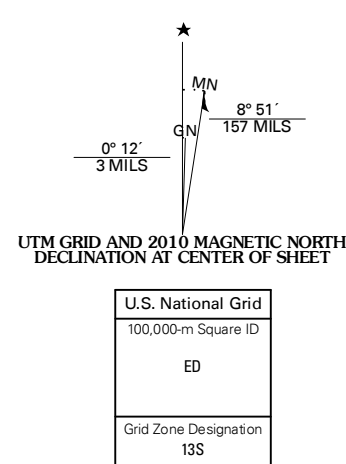 MN
8° 51´
157 MILS
GN
0° 12´
3 MILS
UTM GRID AND 2010 MAGNETIC NORTH
DECLINATION AT CENTER OF SHEET
U.S. National Grid
100,000-m Square ID
ED
Grid Zone Designation
13S